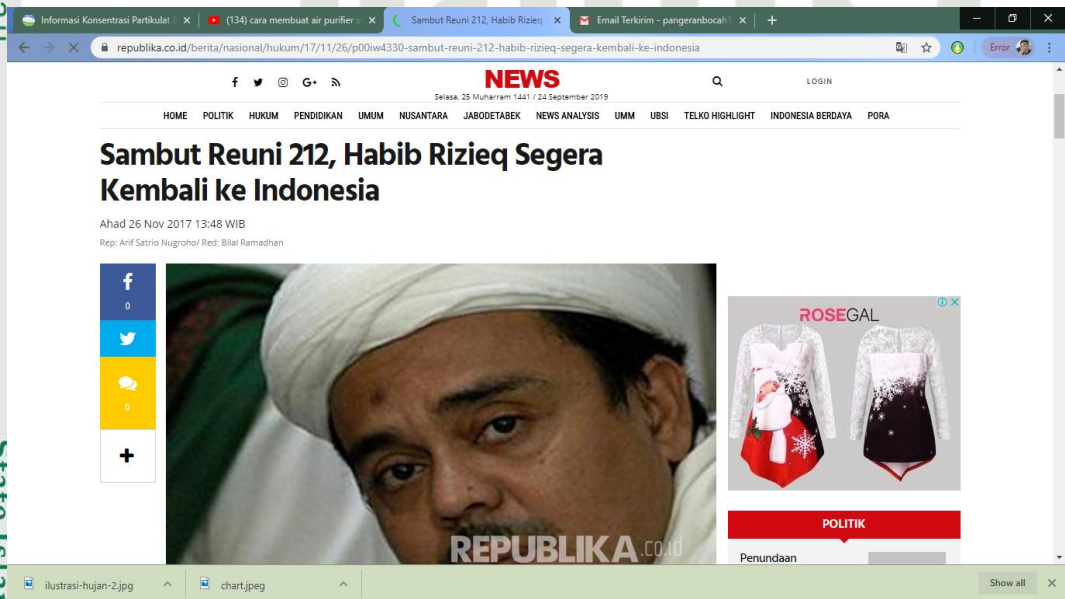 Informasi Konsentrasi Partikulat (
(134) cara membuat air purifier s
Sambut Reuni 212, Habib Rizieq
Email Terkirim - pangeranbocah1
republika.co.id/berita/nasional/hukum/17/11/26/p00iw4330-sambut-reuni-212-habib-rizieq-segera-kembali-ke-indonesia
Error
f G+ NEWS LOGIN
Selasa, 25 Muharram 1441 / 24 September 2019
HOME POLITIK HUKUM PENDIDIKAN UMUM NUSANTARA JABODETABEK NEWS ANALYSIS UMM UBSI TELKO HIGHLIGHT INDONESIA BERDAYA PORA
Sambut Reuni 212, Habib Rizieq Segera
Kembali ke Indonesia
Ahad 26 Nov 2017 13:48 WIB
Rep: Arif Satrio Nugroho/ Red: Bilal Ramadhan
f
0
0
+
REPUBLIKA.co.id
ROSEGAL
POLITIK
Penundaan
ilustrasi-hujan-2.jpg
chart.jpeg
Show all